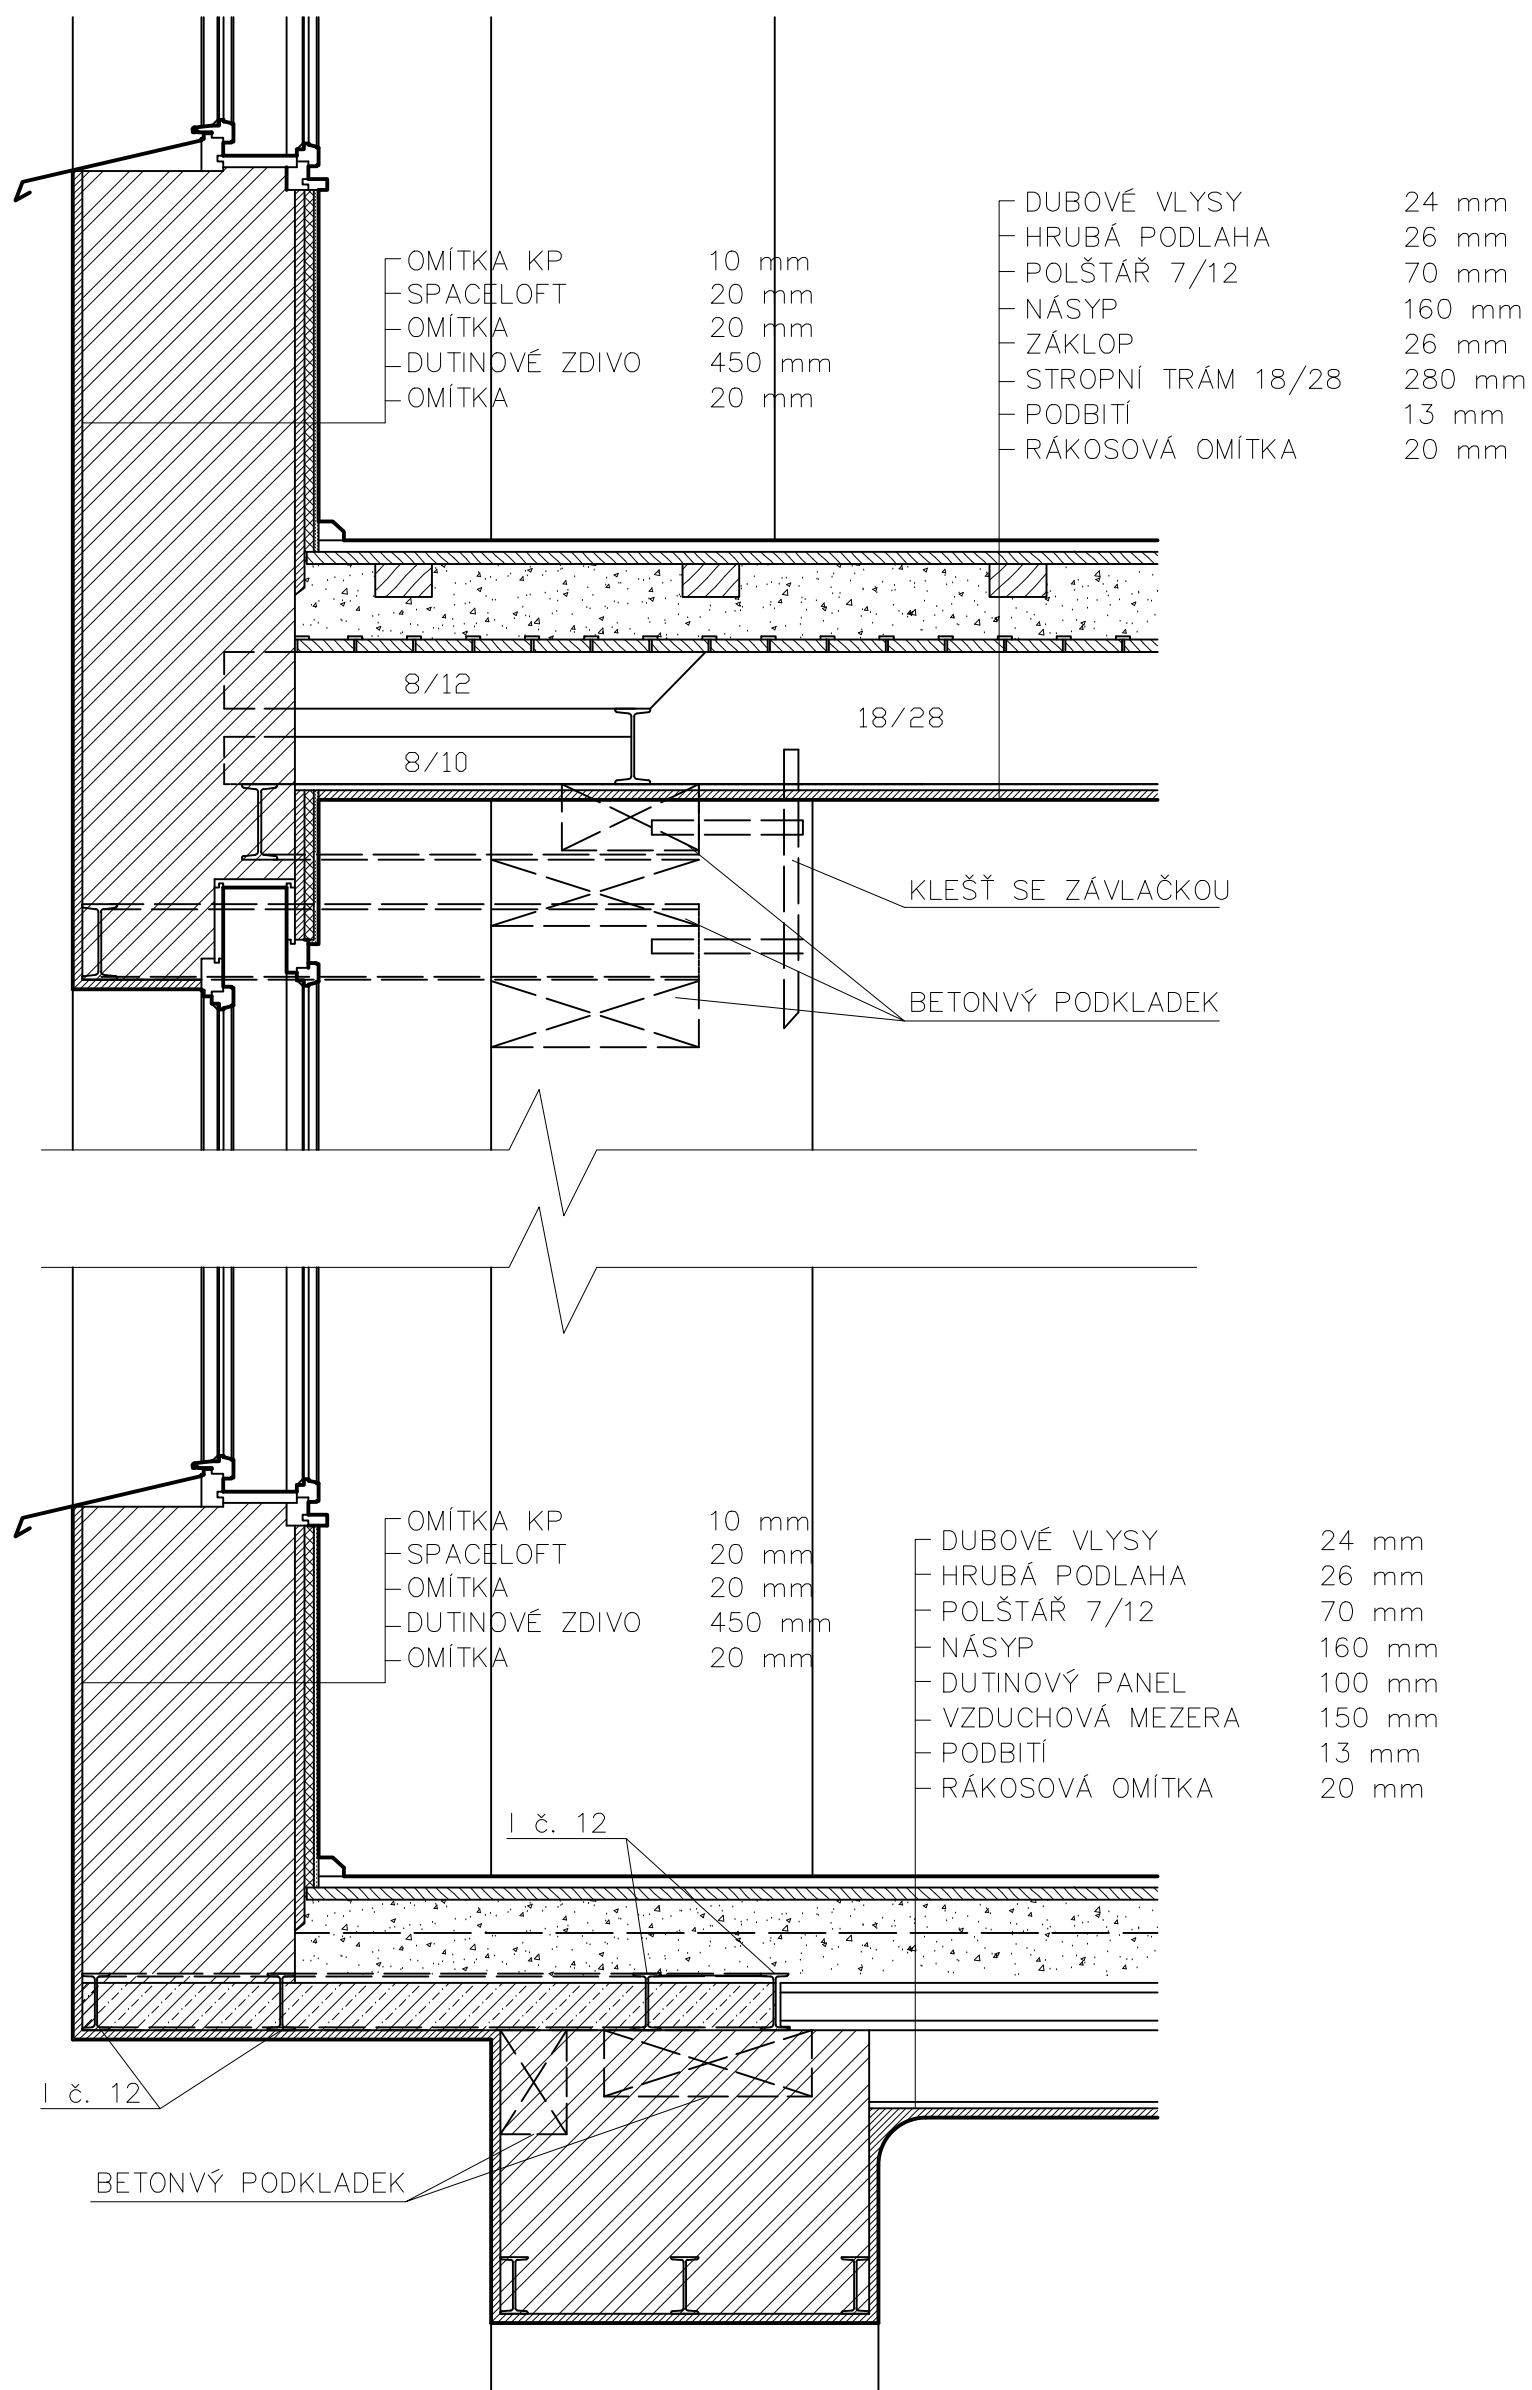 DUBOVÉ VLYSY 24 mm
HRUBÁ PODLAHA 26 mm
POLŠTÁŘ 7/12 70 mm
NÁSYP 160 mm
ZÁKLOP 26 mm
STROPNÍ TRÁM 18/28 280 mm
PODBITÍ 13 mm
RÁKOSOVÁ OMÍTKA 20 mm
OMÍTKA KP 10 mm
SPACELOFT 20 mm
OMÍTKA 20 mm
DUTINOVÉ ZDIVO 450 mm
OMÍTKA 20 mm
8/12
18/28
8/10
KLEŠŤ SE ZÁVLAČKOU
BETONVÝ PODKLADEK
OMÍTKA KP 10 mm
SPACELOFT 20 mm
OMÍTKA 20 mm
DUTINOVÉ ZDIVO 450 mm
OMÍTKA 20 mm
DUBOVÉ VLYSY 24 mm
HRUBÁ PODLAHA 26 mm
POLŠTÁŘ 7/12 70 mm
NÁSYP 160 mm
DUTINOVÝ PANEL 100 mm
VZDUCHOVÁ MEZERA 150 mm
PODBITÍ 13 mm
RÁKOSOVÁ OMÍTKA 20 mm
I č. 12
I č. 12
BETONVÝ PODKLADEK